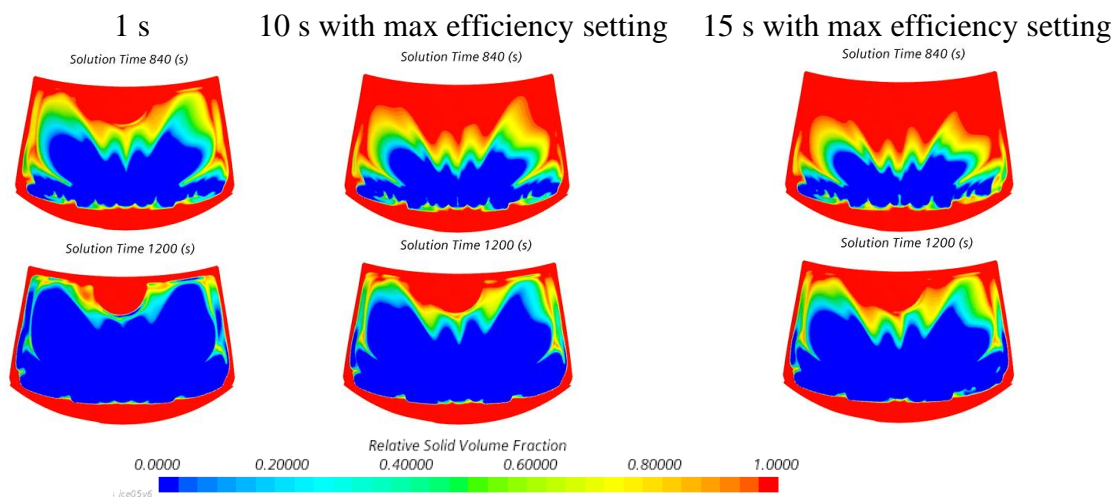 1 s 10 s with max efficiency setting 15 s with max efficiency setting
Solution Time 840 (s) Solution Time 840 (s) Solution Time 840 (s)
Solution Time 1200 (s) Solution Time 1200 (s) Solution Time 1200 (s)
Relative Solid Volume Fraction
0.0000 0.20000 0.40000 0.60000 0.80000 1.0000
ice05v6